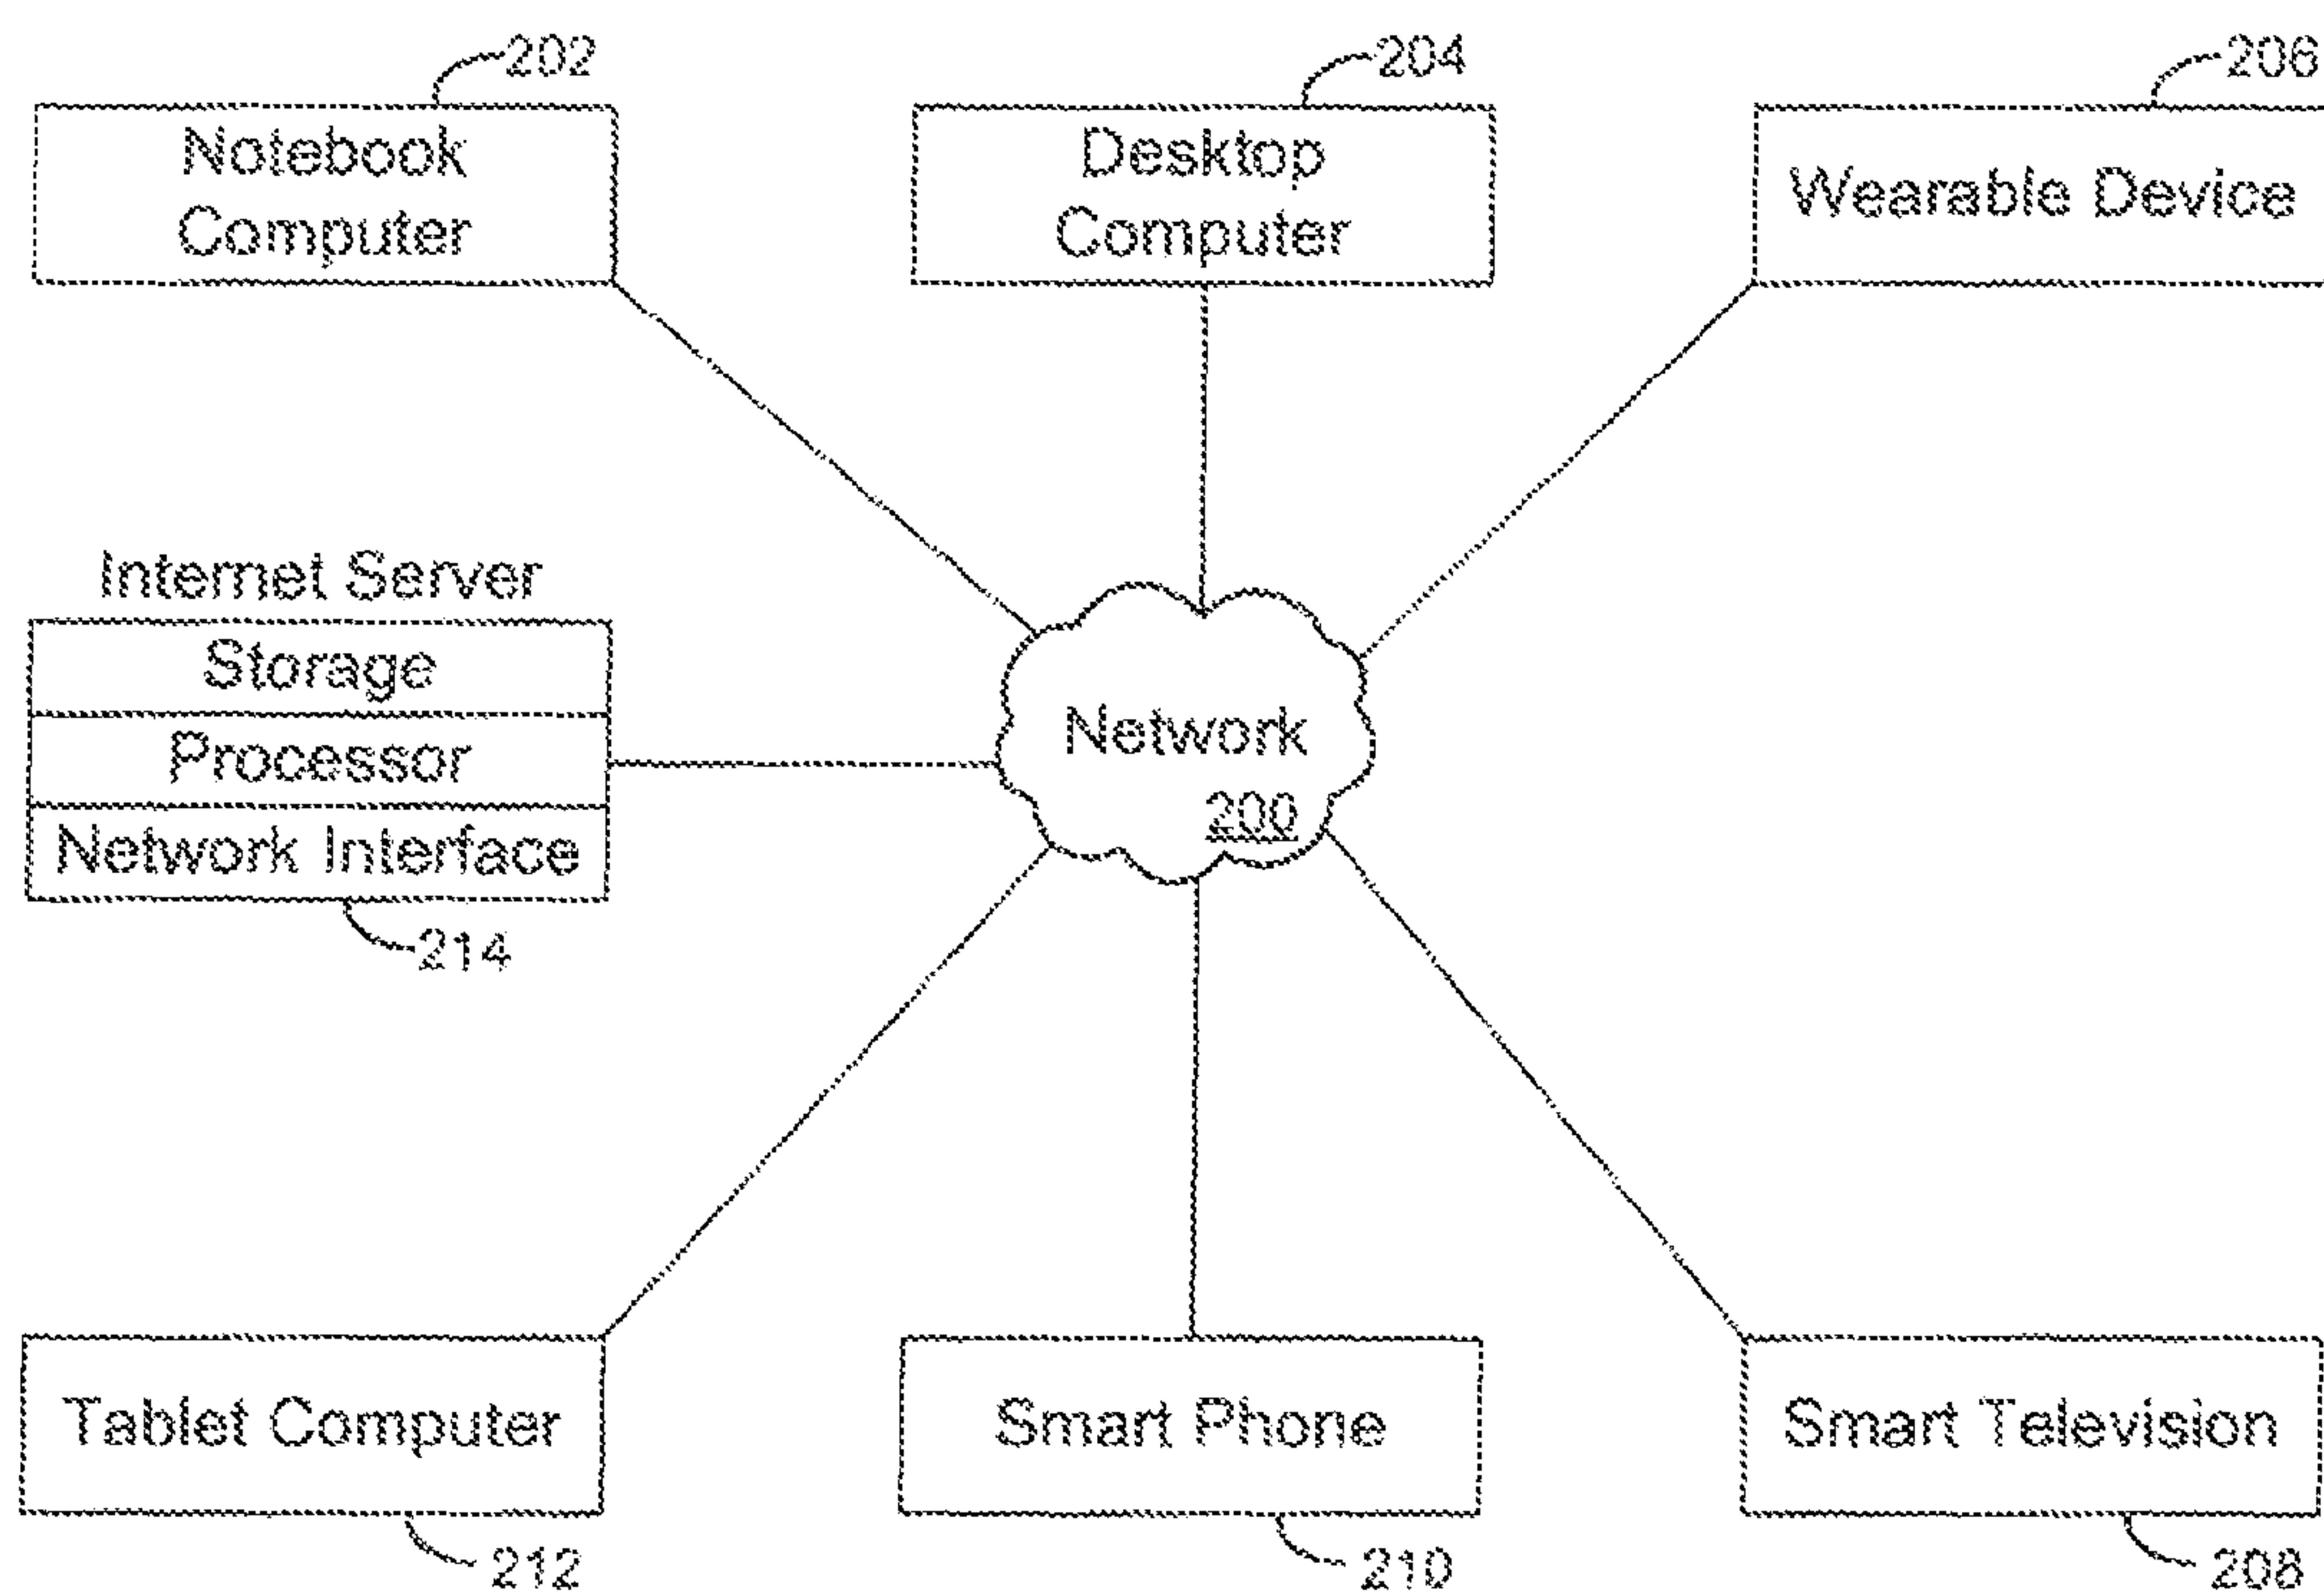 202
204
206
Notebook
Computer
Desktop
Computer
Wearable Device
Internet Server
Storage
Processor
Network Interface
214
Network
200
Tablet Computer
Smart Phone
Smart Television
212
210
208